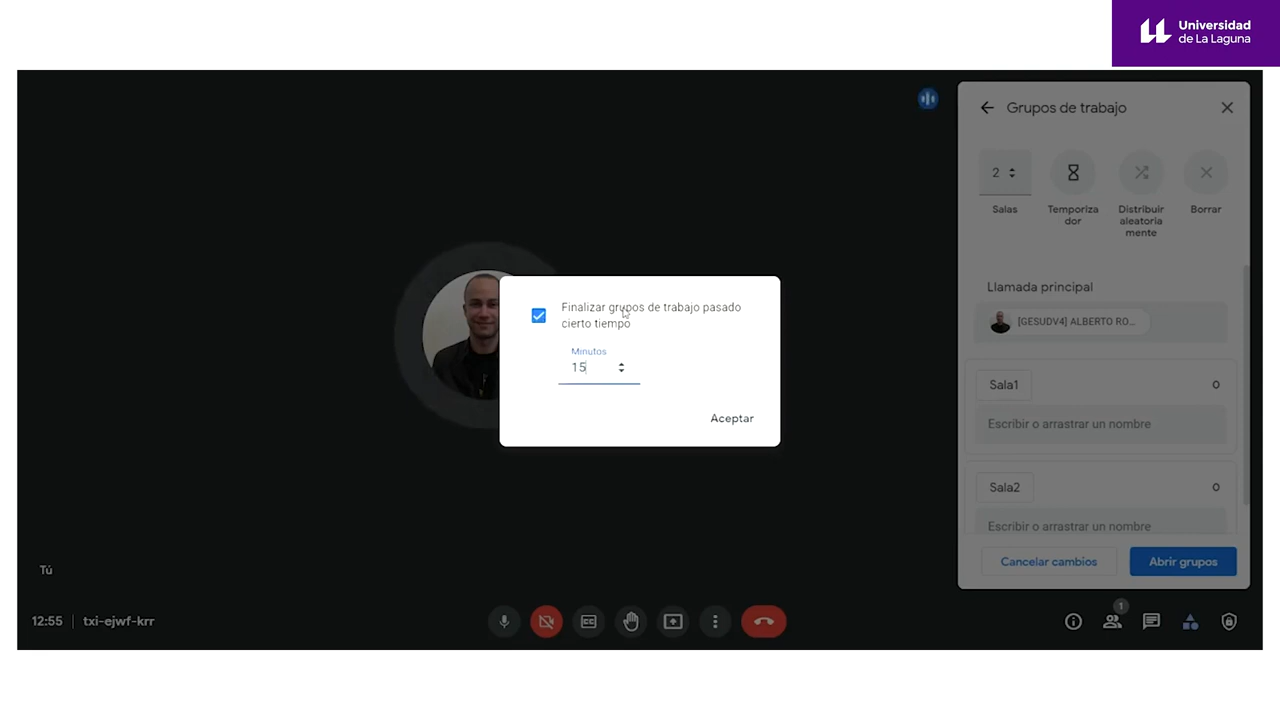 Universidad
de La Laguna
Grupos de trabajo
2
Salas
Temporiza
dor
Distribuir
aleatoria
mente
Borrar
Llamada principal
[GESUDV4] ALBERTO RO...
Sala1
0
Escribir o arrastrar un nombre
Sala2
0
Escribir o arrastrar un nombre
Cancelar cambios
Abrir grupos
Finalizar grupos de trabajo pasado
cierto tiempo
Minutos
15
Aceptar
Tú
12:55
txi-ejwf-krr
1